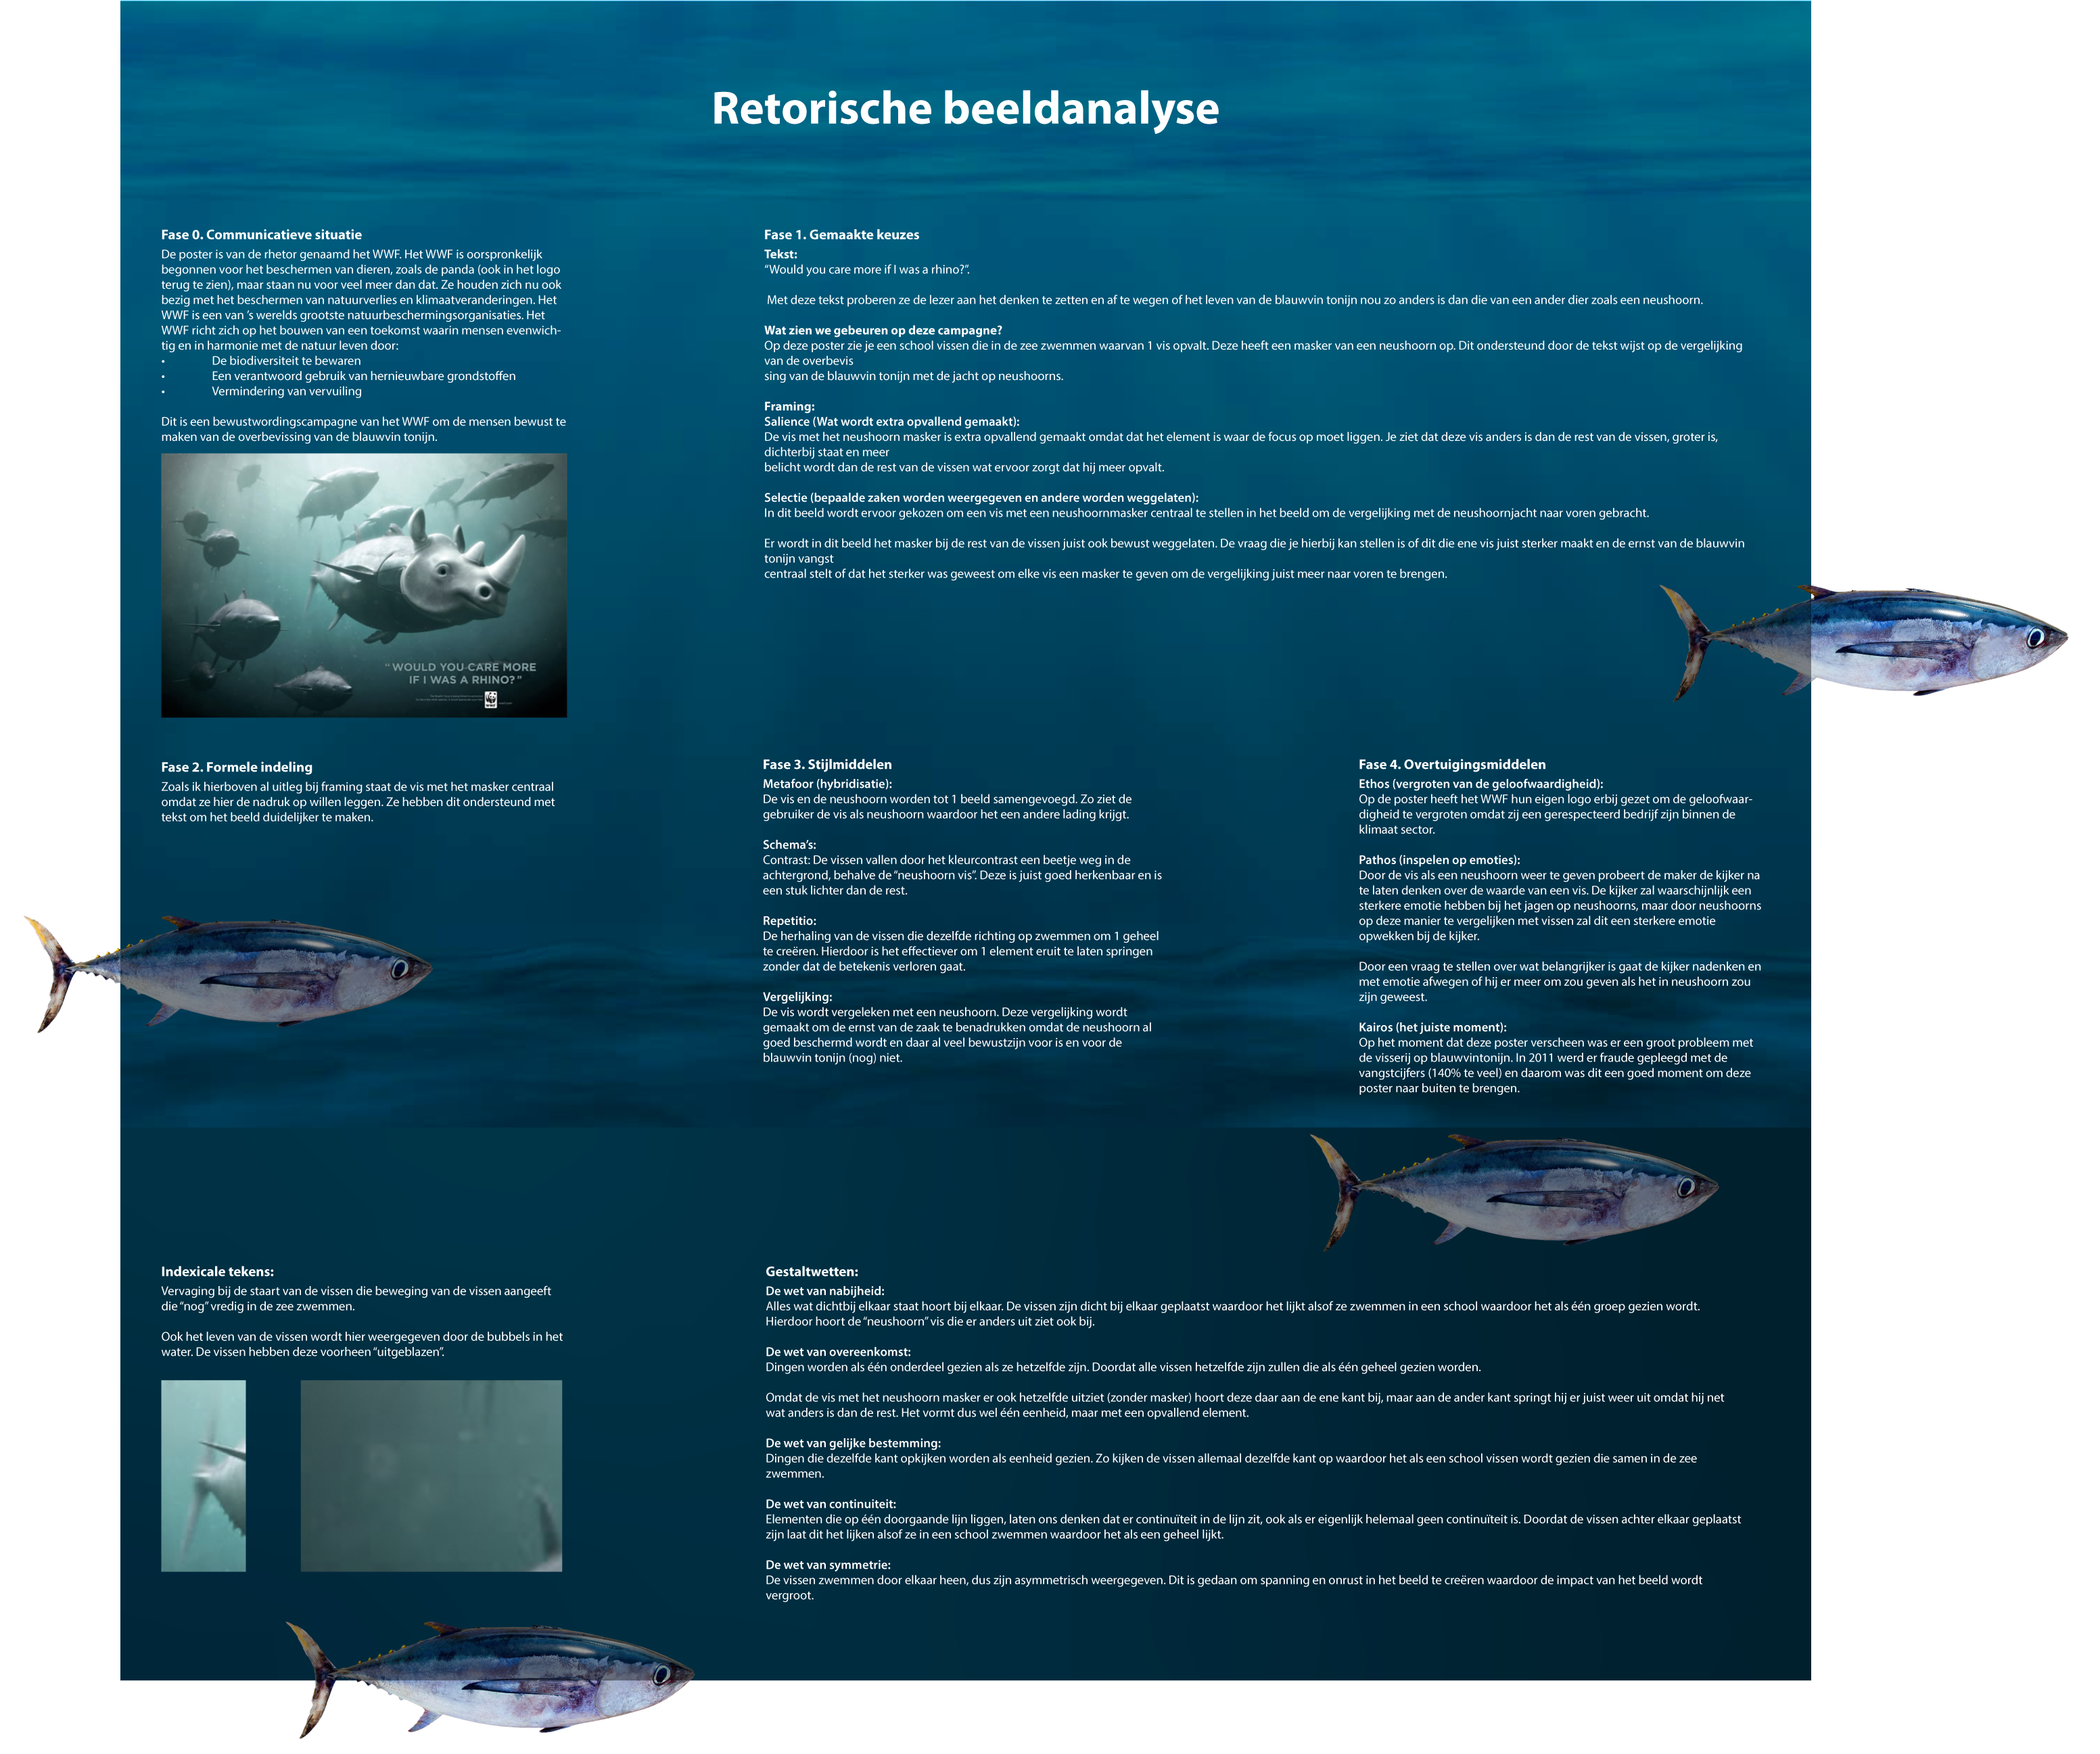 Retorische beeldanalyse
Fase 0. Communicatieve situatie
De poster is van de rhetor genaamd het WWF. Het WWF is oorspronkelijk
begonnen voor het beschermen van dieren, zoals de panda (ook in het logo
terug te zien), maar staan nu voor veel meer dan dat. Ze houden zich nu ook
bezig met het beschermen van natuurverlies en klimaatveranderingen. Het
WWF is een van 's werelds grootste natuurbeschermingsorganisaties. Het
WWF richt zich op het bouwen van een toekomst waarin mensen evenwich-
tig en in harmonie met de natuur leven door:
• De biodiversiteit te bewaren
• Een verantwoord gebruik van hernieuwbare grondstoffen
• Vermindering van vervuiling
Dit is een bewustwordingscampagne van het WWF om de mensen bewust te
maken van de overbevissing van de blauwvin tonijn.
"WOULD YOU CARE MORE
IF I WAS A RHINO?"
Fase 1. Gemaakte keuzes
Tekst:
“Would you care more if I was a rhino?”.
Met deze tekst proberen ze de lezer aan het denken te zetten en af te wegen of het leven van de blauwvin tonijn nou zo anders is dan die van een ander dier zoals een neushoorn.
Wat zien we gebeuren op deze campagne?
Op deze poster zie je een school vissen die in de zee zwemmen waarvan 1 vis opvalt. Deze heeft een masker van een neushoorn op. Dit ondersteund door de tekst wijst op de vergelijking
van de overbevis
sing van de blauwvin tonijn met de jacht op neushoorns.
Framing:
Salience (Wat wordt extra opvallend gemaakt):
De vis met het neushoorn masker is extra opvallend gemaakt omdat dat het element is waar de focus op moet liggen. Je ziet dat deze vis anders is dan de rest van de vissen, groter is,
dichterbij staat en meer
belicht wordt dan de rest van de vissen wat ervoor zorgt dat hij meer opvalt.
Selectie (bepaalde zaken worden weergegeven en andere worden weggelaten):
In dit beeld wordt ervoor gekozen om een vis met een neushoornmasker centraal te stellen in het beeld om de vergelijking met de neushoornjacht naar voren gebracht.
Er wordt in dit beeld het masker bij de rest van de vissen juist ook bewust weggelaten. De vraag die je hierbij kan stellen is of dit die ene vis juist sterker maakt en de ernst van de blauwvin
tonijn vangst
centraal stelt of dat het sterker was geweest om elke vis een masker te geven om de vergelijking juist meer naar voren te brengen.
Fase 2. Formele indeling
Zoals ik hierboven al uitleg bij framing staat de vis met het masker centraal
omdat ze hier de nadruk op willen leggen. Ze hebben dit ondersteund met
tekst om het beeld duidelijker te maken.
Fase 3. Stijlmiddelen
Metafoor (hybridisatie):
De vis en de neushoorn worden tot 1 beeld samengevoegd. Zo ziet de
gebruiker de vis als neushoorn waardoor het een andere lading krijgt.
Schema's:
Contrast: De vissen vallen door het kleurcontrast een beetje weg in de
achtergrond, behalve de “neushoorn vis”. Deze is juist goed herkenbaar en is
een stuk lichter dan de rest.
Repetitio:
De herhaling van de vissen die dezelfde richting op zwemmen om 1 geheel
te creëren. Hierdoor is het effectiever om 1 element eruit te laten springen
zonder dat de betekenis verloren gaat.
Vergelijking:
De vis wordt vergeleken met een neushoorn. Deze vergelijking wordt
gemaakt om de ernst van de zaak te benadrukken omdat de neushoorn al
goed beschermd wordt en daar al veel bewustzijn voor is en voor de
blauwvin tonijn (nog) niet.
Fase 4. Overtuigingsmiddelen
Ethos (vergroten van de geloofwaardigheid):
Op de poster heeft het WWF hun eigen logo erbij gezet om de geloofwaar-
digheid te vergroten omdat zij een gerespecteerd bedrijf zijn binnen de
klimaat sector.
Pathos (inspelen op emoties):
Door de vis als een neushoorn weer te geven probeert de maker de kijker na
te laten denken over de waarde van een vis. De kijker zal waarschijnlijk een
sterkere emotie hebben bij het jagen op neushoorns, maar door neushoorns
op deze manier te vergelijken met vissen zal dit een sterkere emotie
opwekken bij de kijker.
Door een vraag te stellen over wat belangrijker is gaat de kijker nadenken en
met emotie afwegen of hij er meer om zou geven als het in neushoorn zou
zijn geweest.
Kairos (het juiste moment):
Op het moment dat deze poster verscheen was er een groot probleem met
de visserij op blauwvintonijn. In 2011 werd er fraude gepleegd met de
vangstcijfers (140% te veel) en daarom was dit een goed moment om deze
poster naar buiten te brengen.
Indexicale tekens:
Vervaging bij de staart van de vissen die beweging van de vissen aangeeft
die “nog” vredig in de zee zwemmen.
Ook het leven van de vissen wordt hier weergegeven door de bubbels in het
water. De vissen hebben deze voorheen “uitgeblazen”.
Gestaltwetten:
De wet van nabijheid:
Alles wat dichtbij elkaar staat hoort bij elkaar. De vissen zijn dicht bij elkaar geplaatst waardoor het lijkt alsof ze zwemmen in een school waardoor het als één groep gezien wordt.
Hierdoor hoort de “neushoorn” vis die er anders uit ziet ook bij.
De wet van overeenkomst:
Dingen worden als één onderdeel gezien als ze hetzelfde zijn. Doordat alle vissen hetzelfde zijn zullen die als één geheel gezien worden.
Omdat de vis met het neushoorn masker er ook hetzelfde uitziet (zonder masker) hoort deze daar aan de ene kant bij, maar aan de ander kant springt hij er juist weer uit omdat hij net
wat anders is dan de rest. Het vormt dus wel één eenheid, maar met een opvallend element.
De wet van gelijke bestemming:
Dingen die dezelfde kant opkijken worden als eenheid gezien. Zo kijken de vissen allemaal dezelfde kant op waardoor het als een school vissen wordt gezien die samen in de zee
zwemmen.
De wet van continuiteit:
Elementen die op één doorgaande lijn liggen, laten ons denken dat er continuïteit in de lijn zit, ook als er eigenlijk helemaal geen continuïteit is. Doordat de vissen achter elkaar geplaatst
zijn laat dit het lijken alsof ze in een school zwemmen waardoor het als een geheel lijkt.
De wet van symmetrie:
De vissen zwemmen door elkaar heen, dus zijn asymmetrisch weergegeven. Dit is gedaan om spanning en onrust in het beeld te creëren waardoor de impact van het beeld wordt
vergroot.